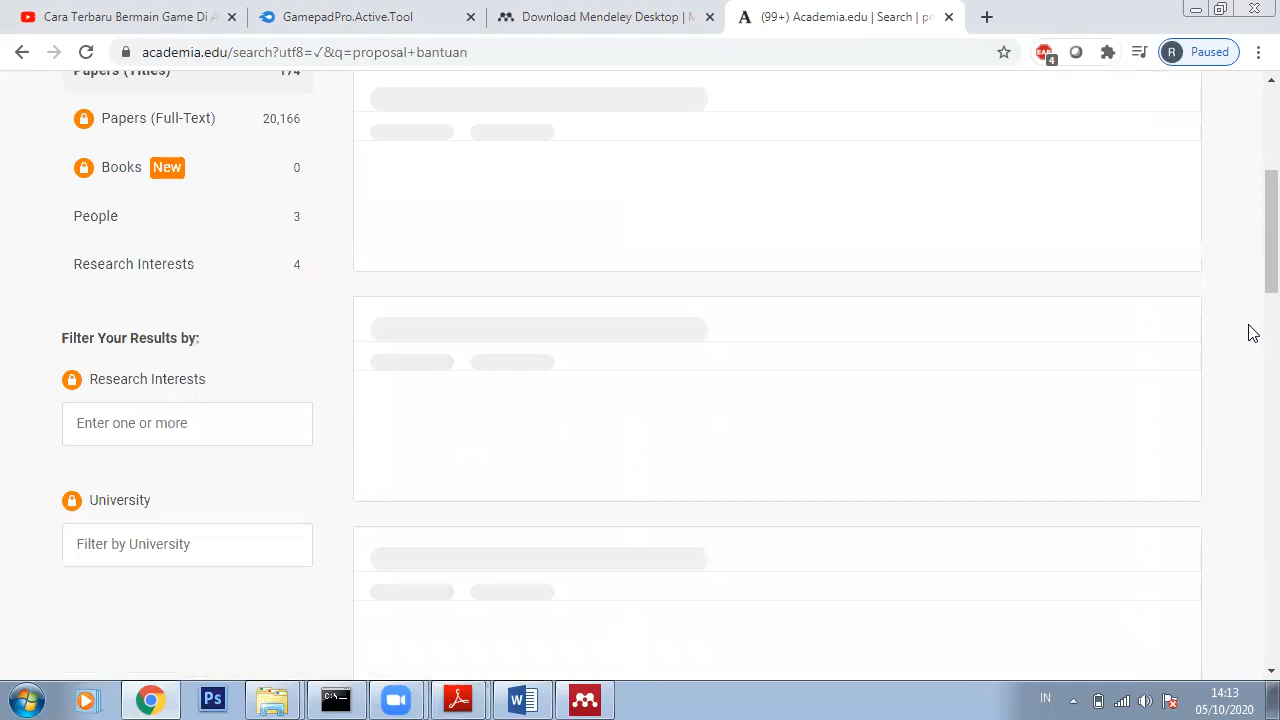 Cara Terbaru Bermain Game Di A
GamepadPro.Active.Tool
Download Mendeley Desktop | M
(99+) Academia.edu | Search | pr
academia.edu/search?utf8=✓&q=proposal+bantuan
4
R Paused
Papers (Titles) 174
Papers (Full-Text) 20,166
Books New 0
People 3
Research Interests 4
Filter Your Results by:
Research Interests
Enter one or more
University
Filter by University
Ps
C:\
W
IN
14:13
05/10/2020